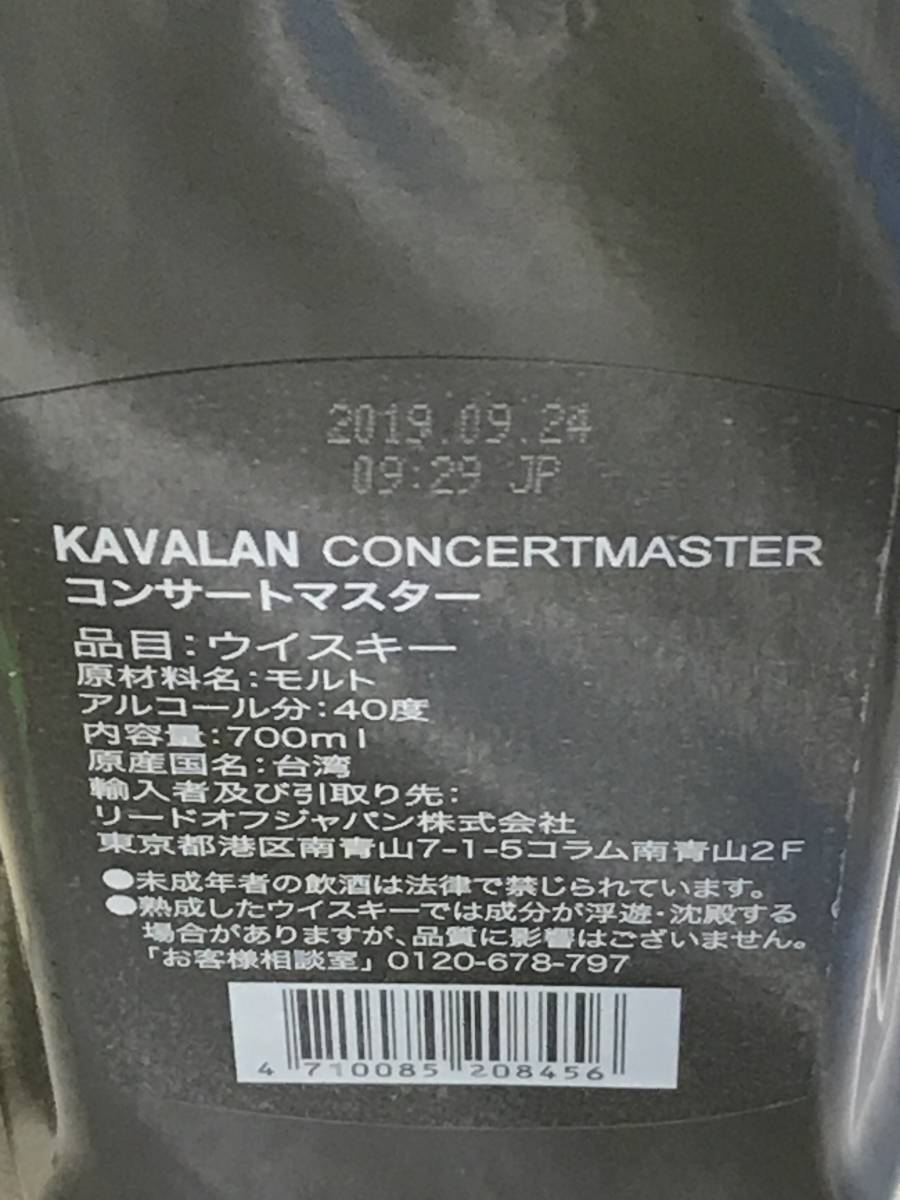 2019.09.24
09:29 JP
KAVALAN CONCERTMASTER
コンサートマスター
品目:ウイスキー
原材料名:モルト
アルコール分:40度
内容量:700ml
原産国名:台湾
輸入者及び引取り先:
リードオフジャパン株式会社
東京都港区南青山7-1-5コラム南青山2F
●未成年者の飲酒は法律で禁じられています。
●熟成したウイスキーでは成分が浮遊・沈殿する
場合がありますが、品質に影響はございません。
「お客様相談室」0120-678-797
4 710085 208456